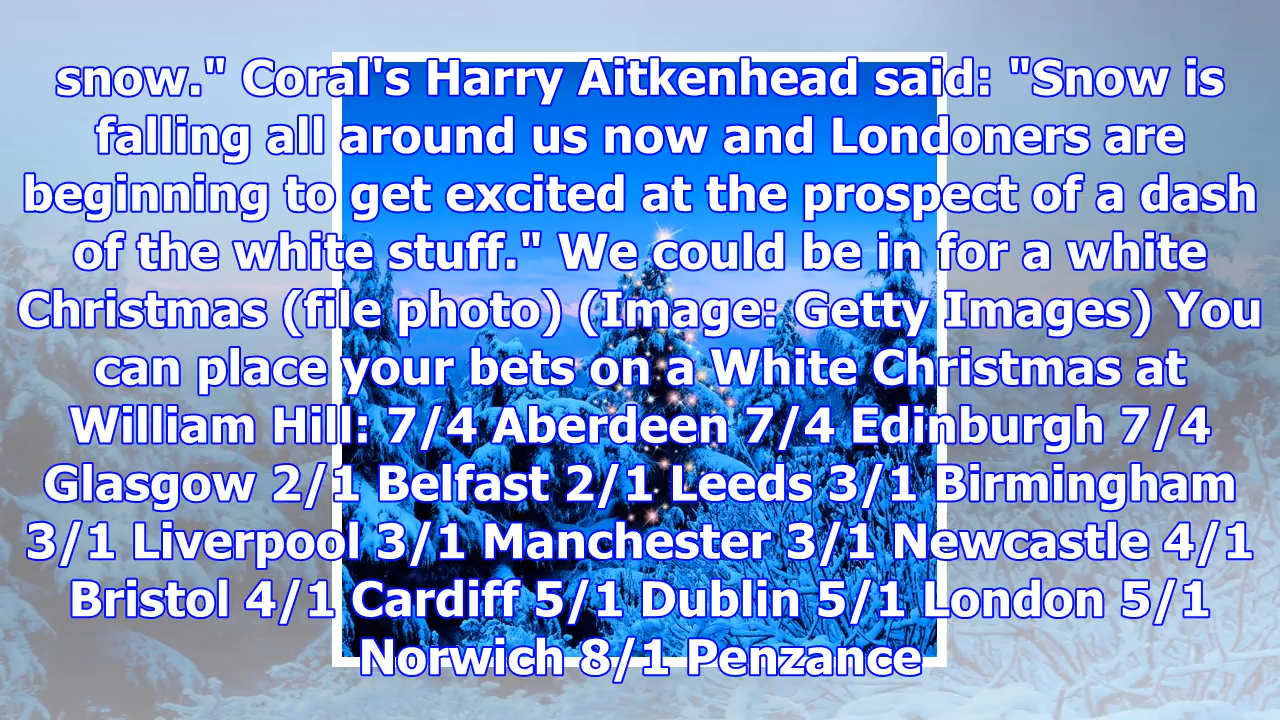 snow." Coral's Harry Aitkenhead said: "Snow is
falling all around us now and Londoners are
beginning to get excited at the prospect of a dash
of the white stuff." We could be in for a white
Christmas (file photo) (Image: Getty Images) You
can place your bets on a White Christmas at
William Hill: 7/4 Aberdeen 7/4 Edinburgh 7/4
Glasgow 2/1 Belfast 2/1 Leeds 3/1 Birmingham
3/1 Liverpool 3/1 Manchester 3/1 Newcastle 4/1
Bristol 4/1 Cardiff 5/1 Dublin 5/1 London 5/1
Norwich 8/1 Penzance